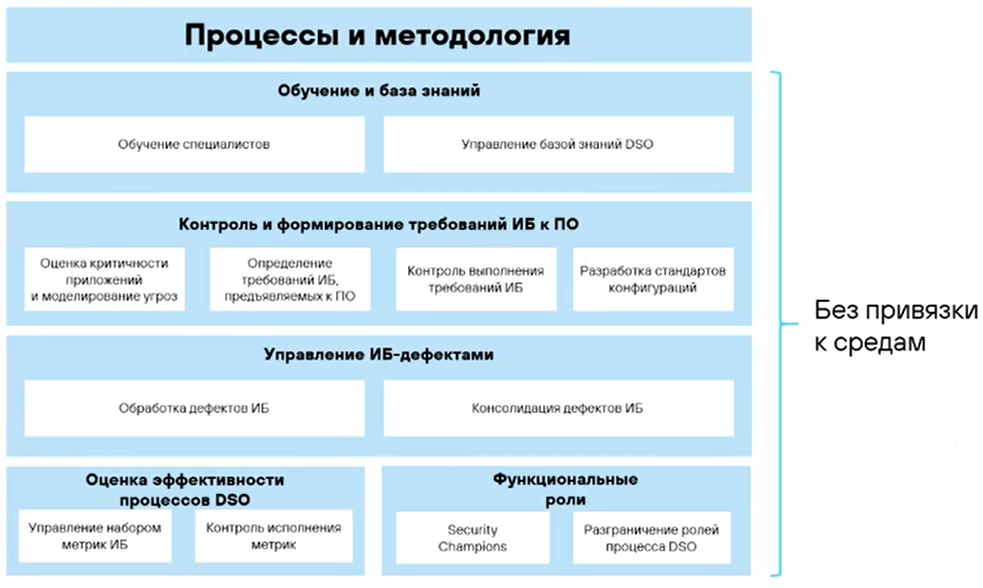 Процессы и методология
Обучение и база знаний
Обучение специалистов
Управление базой знаний DSO
Контроль и формирование требований ИБ к ПО
Оценка критичности
приложений
и моделирование угроз
Определение
требований ИБ,
предъявляемых к ПО
Контроль выполнения
требований ИБ
Разработка стандартов
конфигураций
Управление ИБ-дефектами
Обработка дефектов ИБ
Консолидация дефектов ИБ
Оценка эффективности
процессов DSO
Управление набором
метрик ИБ
Контроль исполнения
метрик
Функциональные
роли
Security
Champions
Разграничение ролей
процесса DSO
Без привязки
к средам